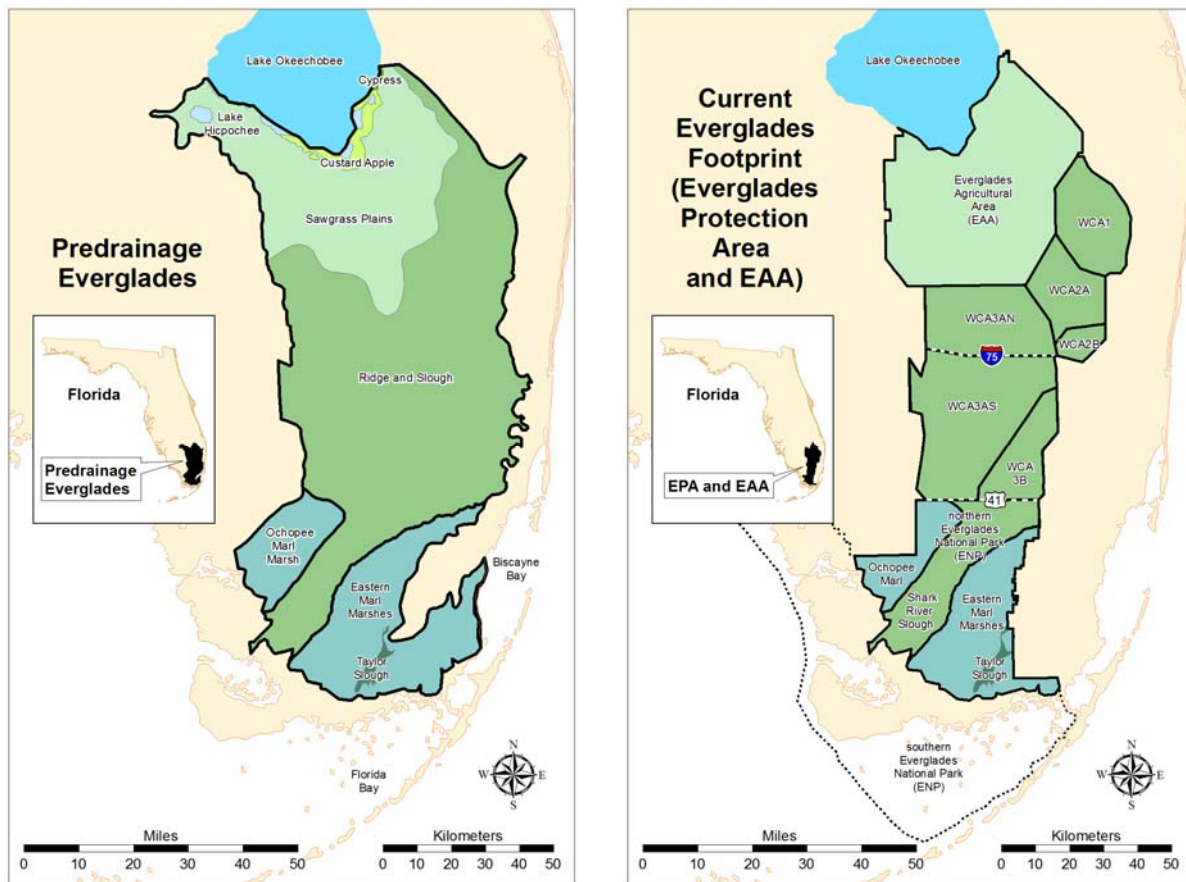 Lake Okeechobee
Cypress
Lake
Hicpochee
Custard Apple
Sawgrass Plains
Predrainage
Everglades
Florida
Predrainage
Everglades
Ridge and Slough
Ochopee
Marl
Marsh
Biscayne
Bay
Eastern
Marl
Marshes
Taylor
Slough
Florida
Bay
N
W E
S
Miles
Kilometers
0 10 20 30 40 50
0 10 20 30 40 50
Lake Okeechobee
Current
Everglades
Footprint
(Everglades
Protection
Area
and EAA)
Everglades
Agricultural
Area
(EAA)
WCA1
WCA2A
WCA3AN
WCA2B
75
Florida
EPA and EAA
WCA3AS
WCA
3B
41
northern
Everglades
National Park
(ENP)
Ochopee
Marl
Shark
River
Slough
Eastern
Marl
Marshes
Taylor
Slough
southern
Everglades
National Park
(ENP)
N
W E
S
Miles
Kilometers
0 10 20 30 40 50
0 10 20 30 40 50